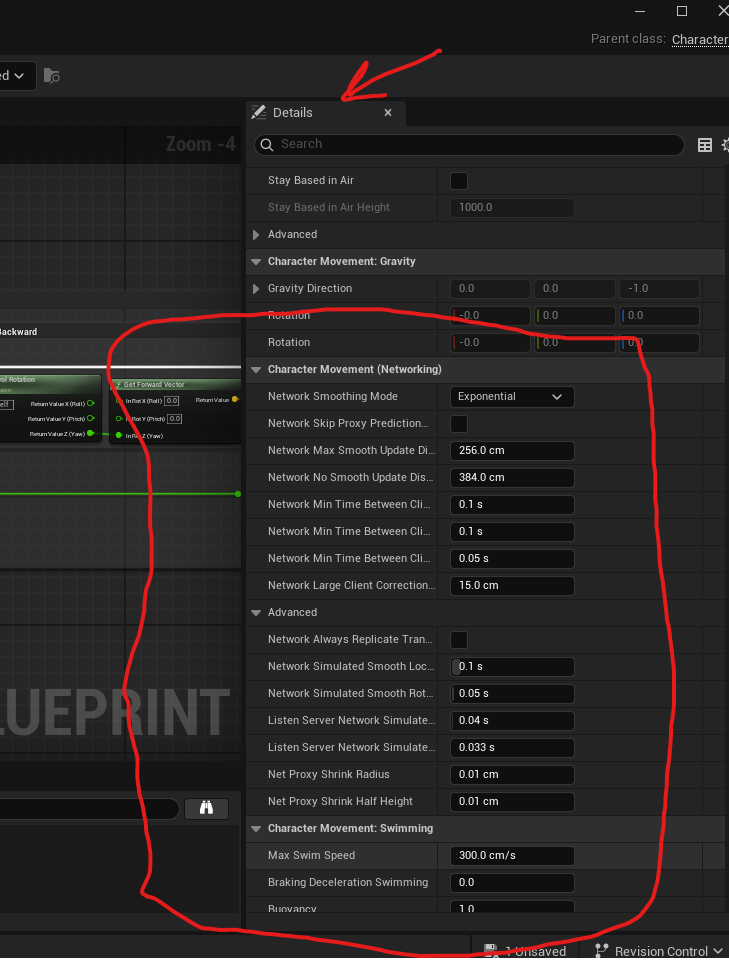 Parent class: Character
ed
Details
Zoom -4
Search
Stay Based in Air
Stay Based in Air Height 1000.0
Advanced
Character Movement: Gravity
Gravity Direction 0.0 0.0 -1.0
Rotation -0.0 0.0 0.0
Rotation -0.0 0.0 0.0
Backward
Character Movement (Networking)
rol Rotation
Get Forward Vector
Network Smoothing Mode Exponential
self
Return Value X (Roll)
In Rot X (Roll) 0.0
Return Value
Return Value Y (Pitch)
In Rot Y (Pitch) 0.0
Return Value Z (Yaw)
In Rot Z (Yaw)
Network Skip Proxy Prediction...
Network Max Smooth Update Di... 256.0 cm
Network No Smooth Update Dis... 384.0 cm
Network Min Time Between Cli... 0.1 s
Network Min Time Between Cli... 0.1 s
Network Min Time Between Cli... 0.05 s
Network Large Client Correction... 15.0 cm
Advanced
Network Always Replicate Tran...
Network Simulated Smooth Loc... 0.1 s
Network Simulated Smooth Rot... 0.05 s
LUEPRINT
Listen Server Network Simulate... 0.04 s
Listen Server Network Simulate... 0.033 s
Net Proxy Shrink Radius 0.01 cm
Net Proxy Shrink Half Height 0.01 cm
Character Movement: Swimming
Max Swim Speed 300.0 cm/s
Braking Deceleration Swimming 0.0
Buoyancy 1.0
1 Unsaved
Revision Control